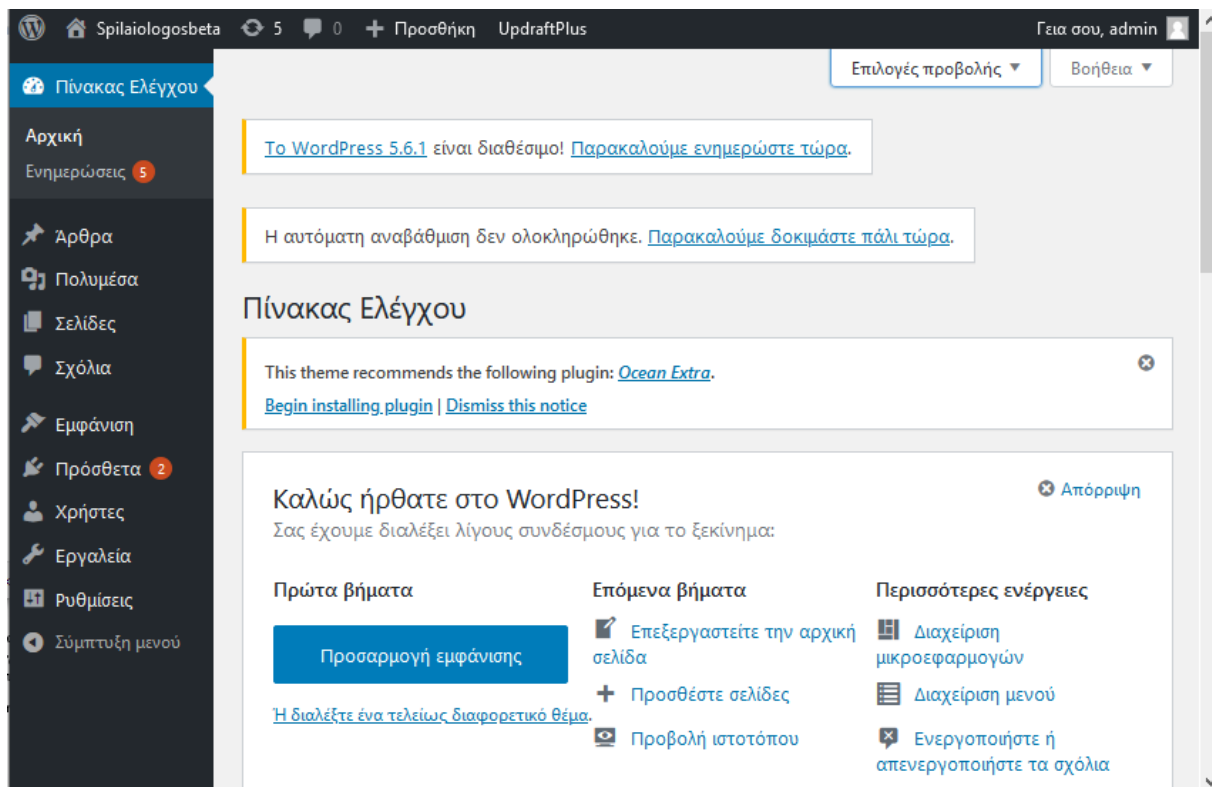 Spilaiologosbeta 5 0 Προσθήκη UpdraftPlus Γεια σου, admin
Πίνακας Ελέγχου
Αρχική
Ενημερώσεις 5
Άρθρα
Πολυμέσα
Σελίδες
Σχόλια
Εμφάνιση
Πρόσθετα 2
Χρήστες
Εργαλεία
Ρυθμίσεις
Σύμπτυξη μενού
Επιλογές προβολής
Βοήθεια
Το WordPress 5.6.1 είναι διαθέσιμο! Παρακαλούμε ενημερώστε τώρα.
Η αυτόματη αναβάθμιση δεν ολοκληρώθηκε. Παρακαλούμε δοκιμάστε πάλι τώρα.
Πίνακας Ελέγχου
This theme recommends the following plugin: Ocean Extra.
Begin installing plugin | Dismiss this notice
Καλώς ήρθατε στο WordPress!
Απόρριψη
Σας έχουμε διαλέξει λίγους συνδέσμους για το ξεκίνημα:
Πρώτα βήματα
Προσαρμογή εμφάνισης
Ή διαλέξτε ένα τελείως διαφορετικό θέμα.
Επόμενα βήματα
Επεξεργαστείτε την αρχική
σελίδα
Προσθέστε σελίδες
Προβολή ιστοτόπου
Περισσότερες ενέργειες
Διαχείριση
μικροεφαρμογών
Διαχείριση μενού
Ενεργοποιήστε ή
απενεργοποιήστε τα σχόλια